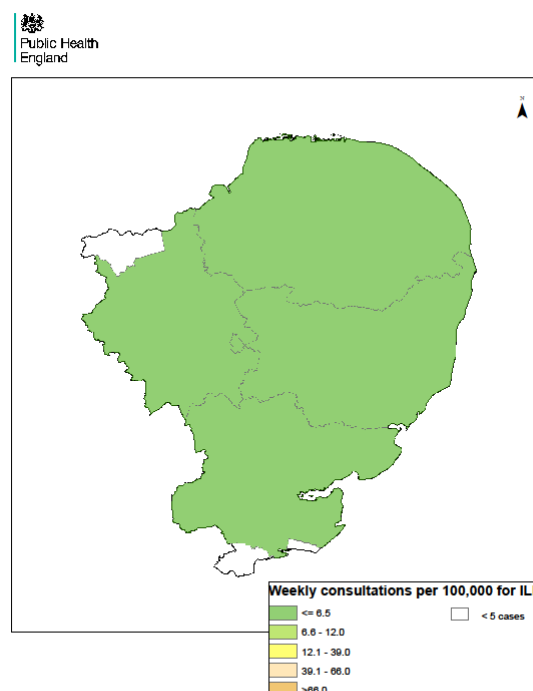 Public Health
England
N
Weekly consultations per 100,000 for IL
<= 6.5
< 5 cases
6.6 - 12.0
12.1 - 39.0
39.1 - 66.0
>66.0